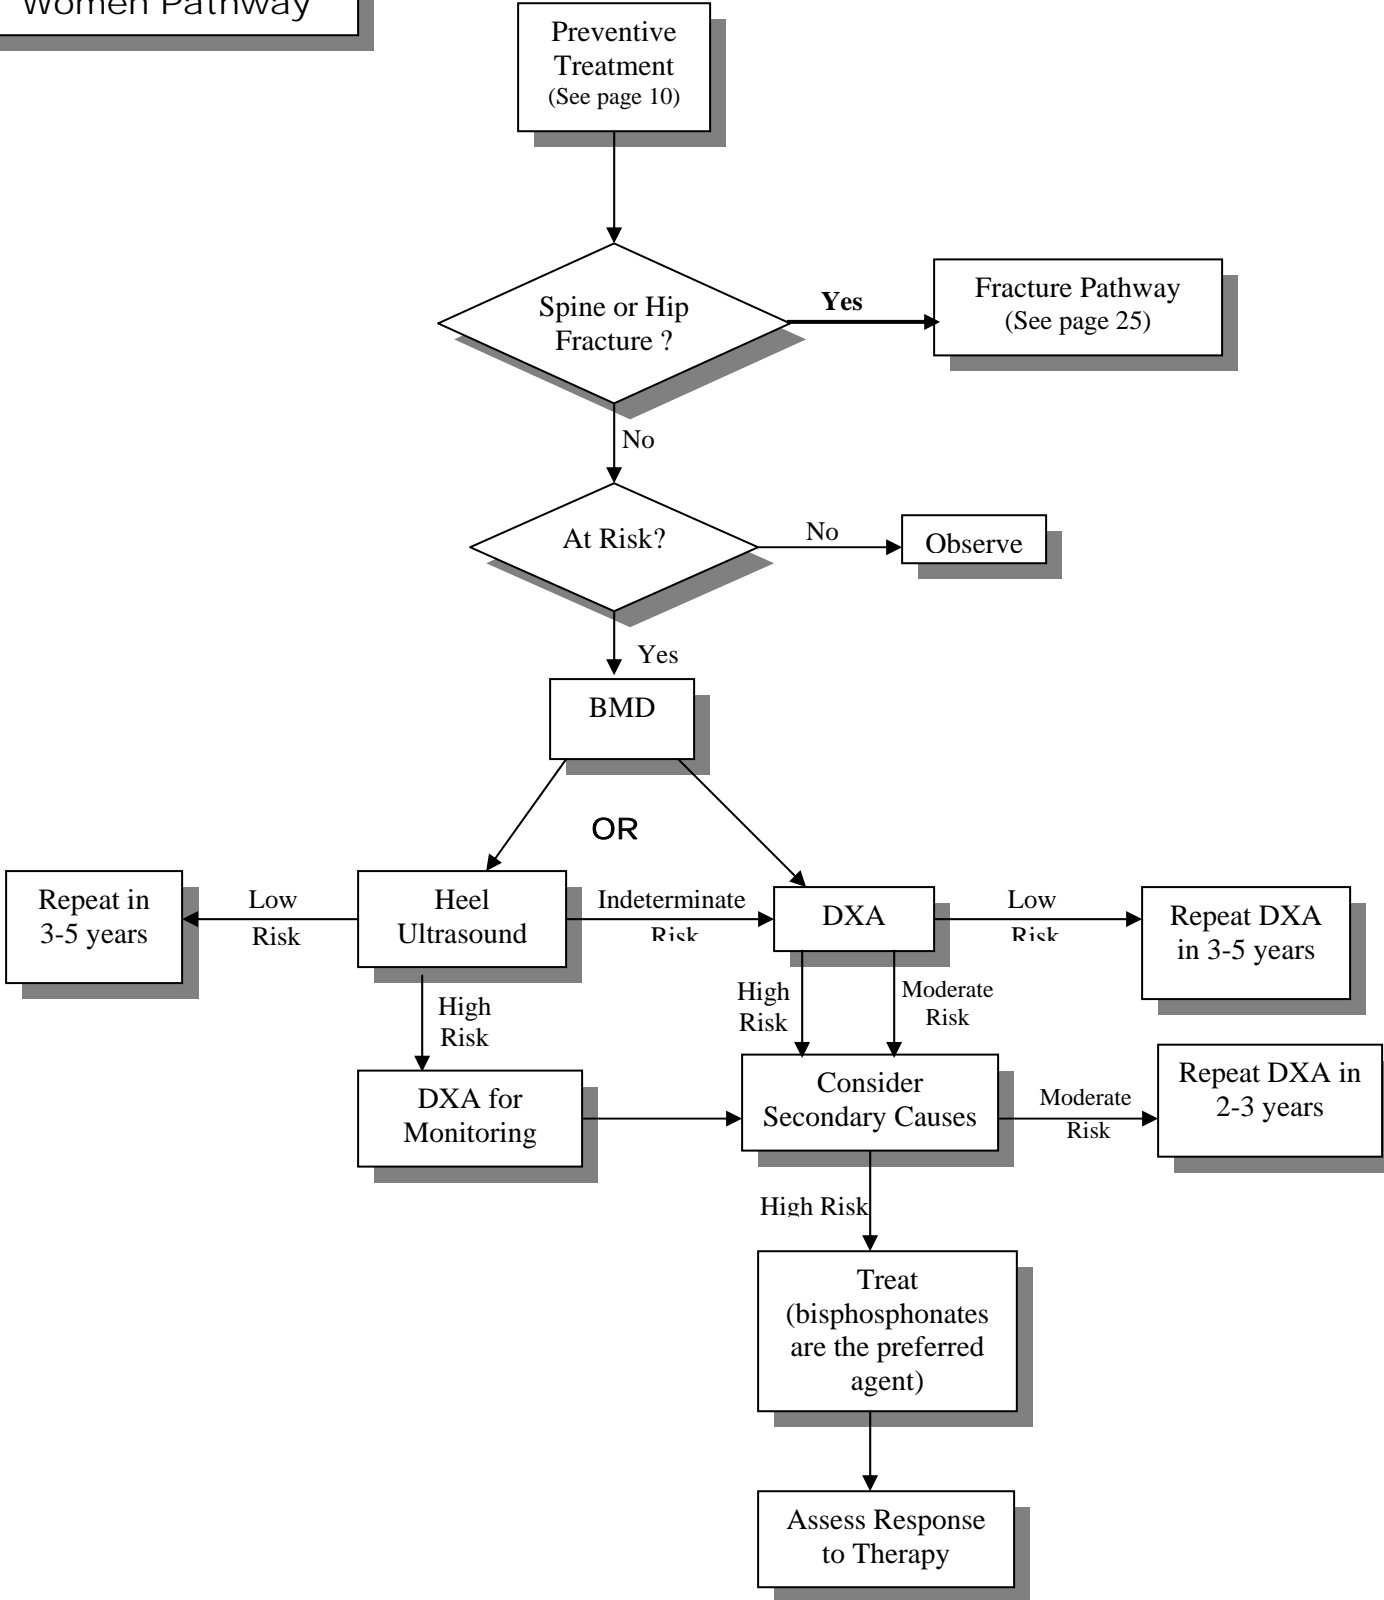 Women Pathway
Preventive
Treatment
(See page 10)
Spine or Hip
Fracture ?
Yes
Fracture Pathway
(See page 25)
No
At Risk?
No
Observe
Yes
BMD
OR
Repeat in
3-5 years
Low
Risk
Heel
Ultrasound
Indeterminate
Risk
DXA
Low
Risk
Repeat DXA
in 3-5 years
High
Risk
High
Risk
Moderate
Risk
DXA for
Monitoring
Consider
Secondary Causes
Moderate
Risk
Repeat DXA in
2-3 years
High Risk
Treat
(bisphosphonates
are the preferred
agent)
Assess Response
to Therapy